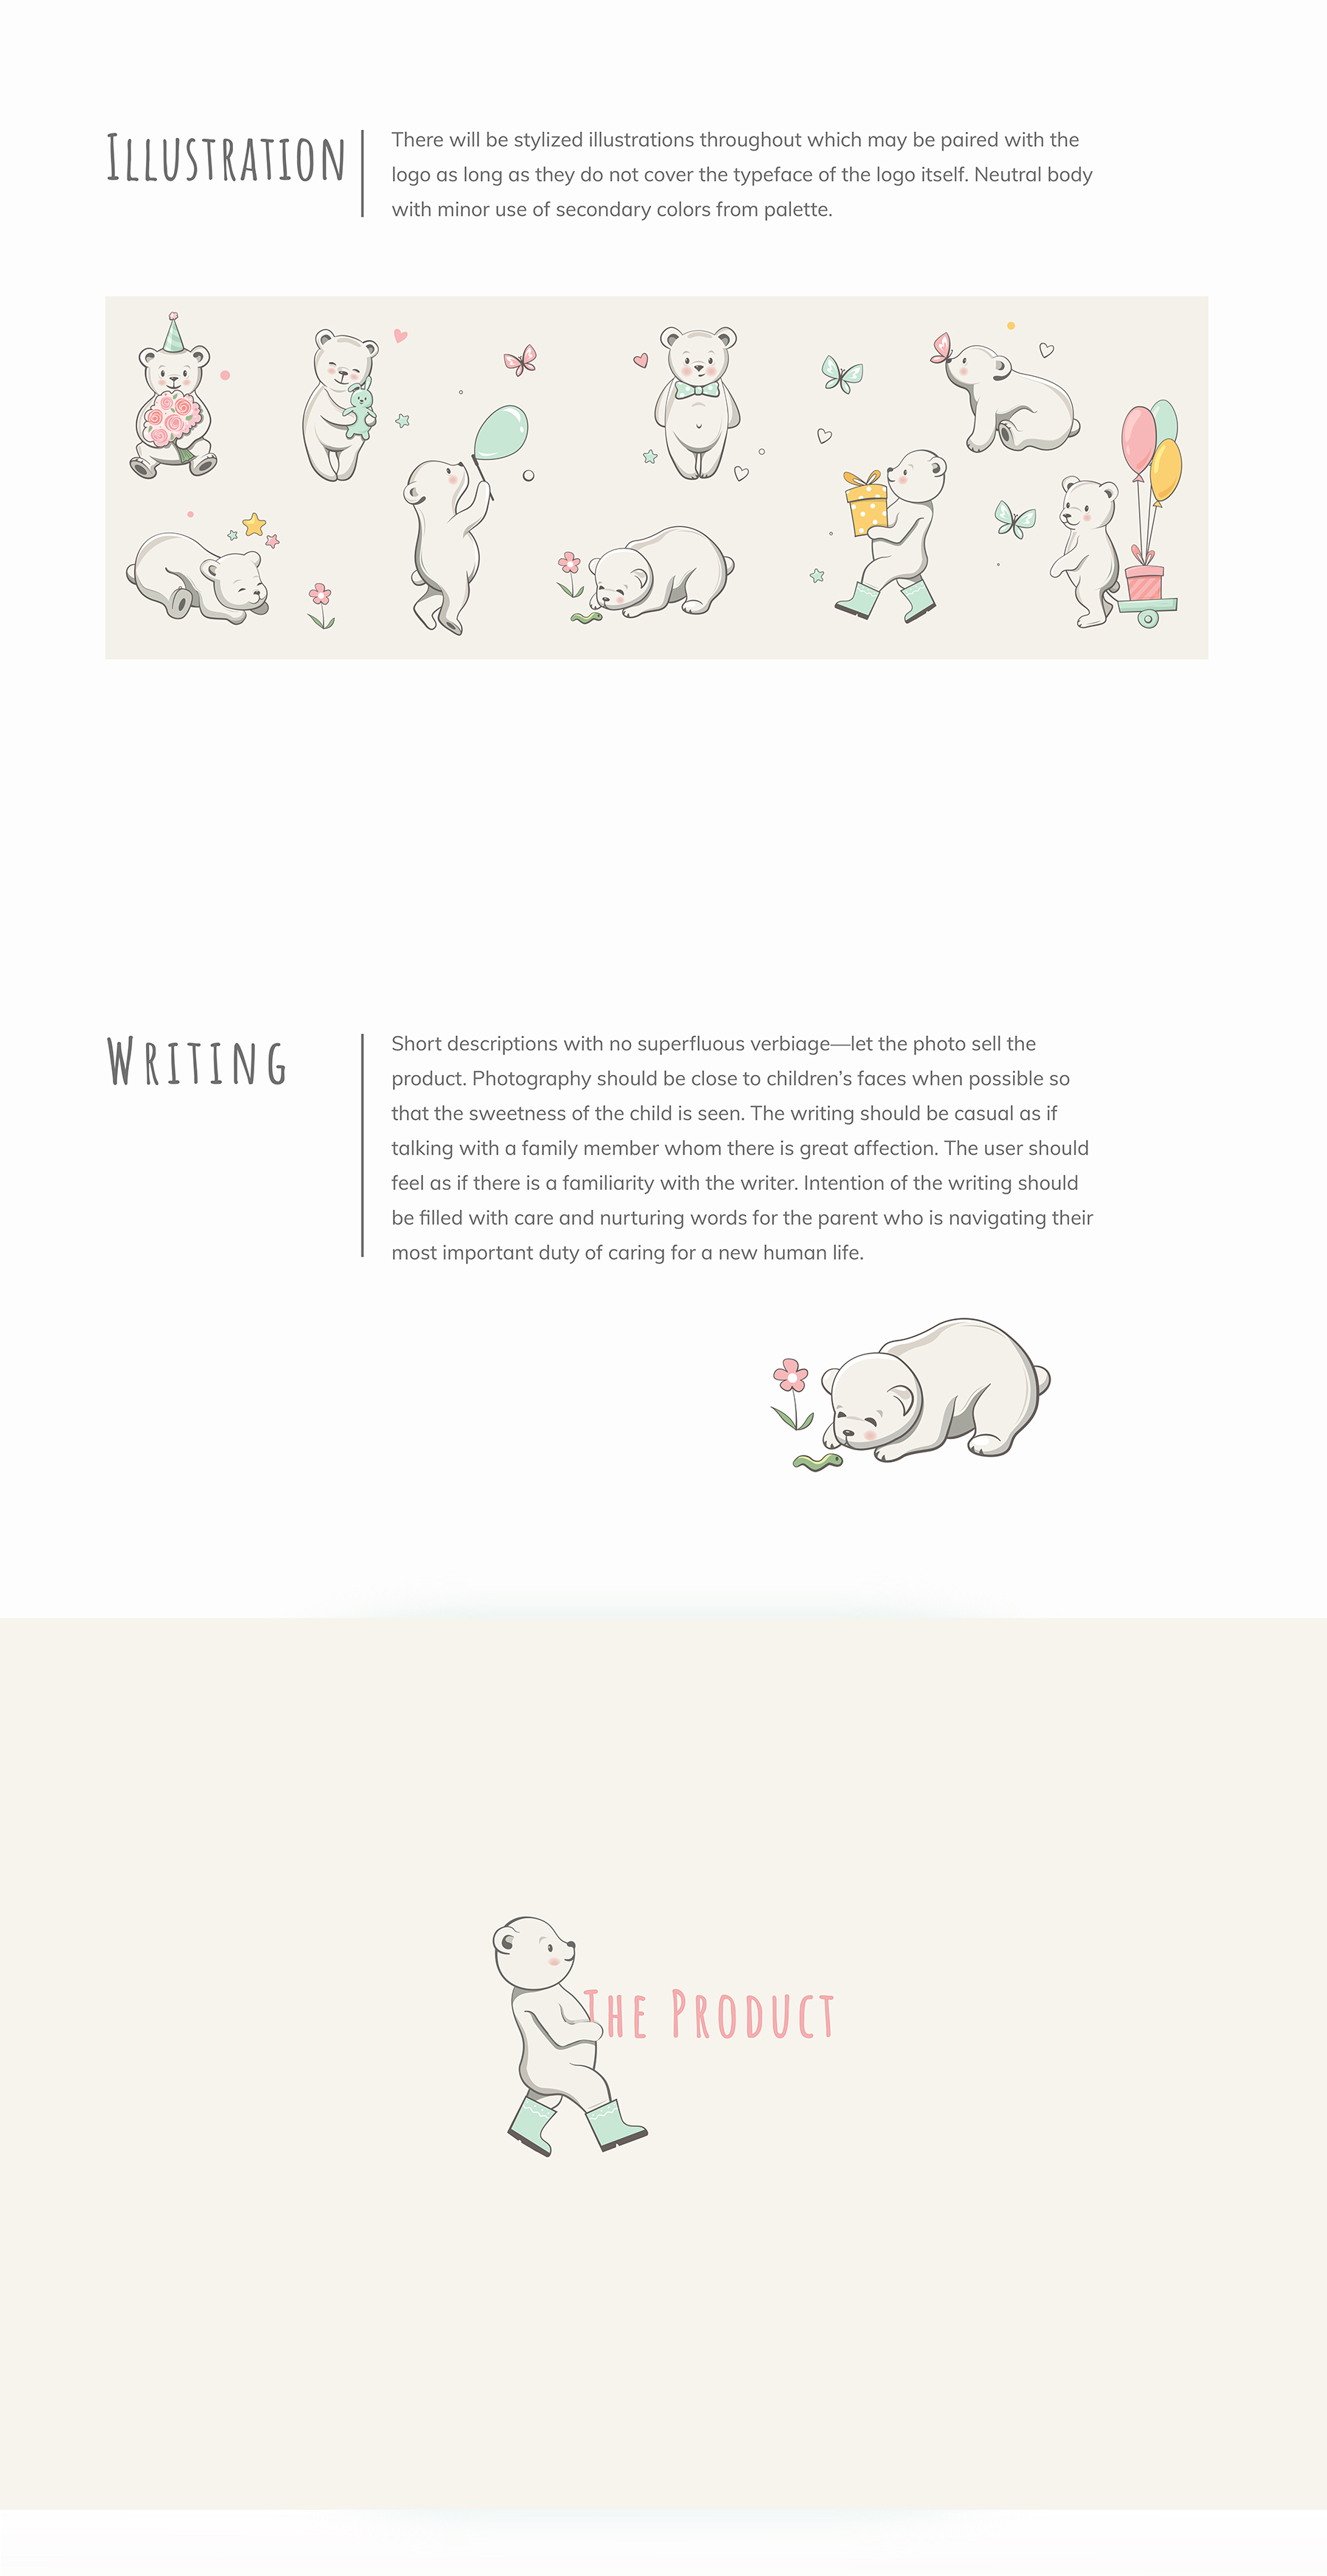 Illustration
There will be stylized illustrations throughout which may be paired with the
logo as long as they do not cover the typeface of the logo itself. Neutral body
with minor use of secondary colors from palette.
Writing
Short descriptions with no superfluous verbiage—let the photo sell the
product. Photography should be close to children’s faces when possible so
that the sweetness of the child is seen. The writing should be casual as if
talking with a family member whom there is great affection. The user should
feel as if there is a familiarity with the writer. Intention of the writing should
be filled with care and nurturing words for the parent who is navigating their
most important duty of caring for a new human life.
The Product